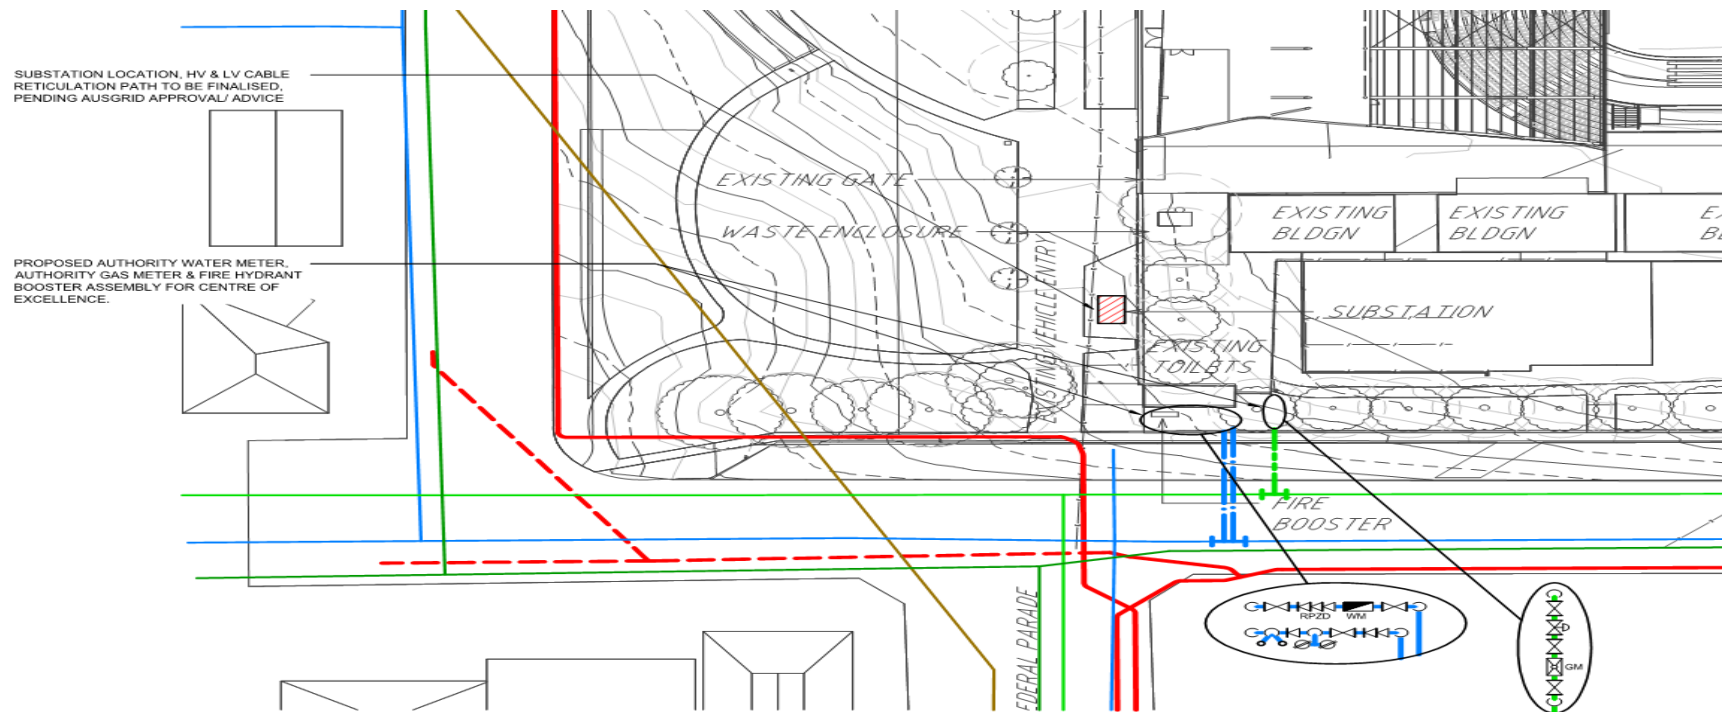 SUBSTATION LOCATION, HV & LV CABLE
RETICULATION PATH TO BE FINALISED,
PENDING AUSGRID APPROVAL/ ADVICE
EXISTING GATE
WASTE ENCLOSURE
EXISTING
BLDGN
EXISTING
BLDGN
PROPOSED AUTHORITY WATER METER,
AUTHORITY GAS METER & FIRE HYDRANT
BOOSTER ASSEMBLY FOR CENTRE OF
EXCELLENCE.
VEHICLE ENTRY
SUBSTATION
EXISTING
TOILETS
FIRE
BOOSTER
FEDERAL PARADE
RPZD WM
GM